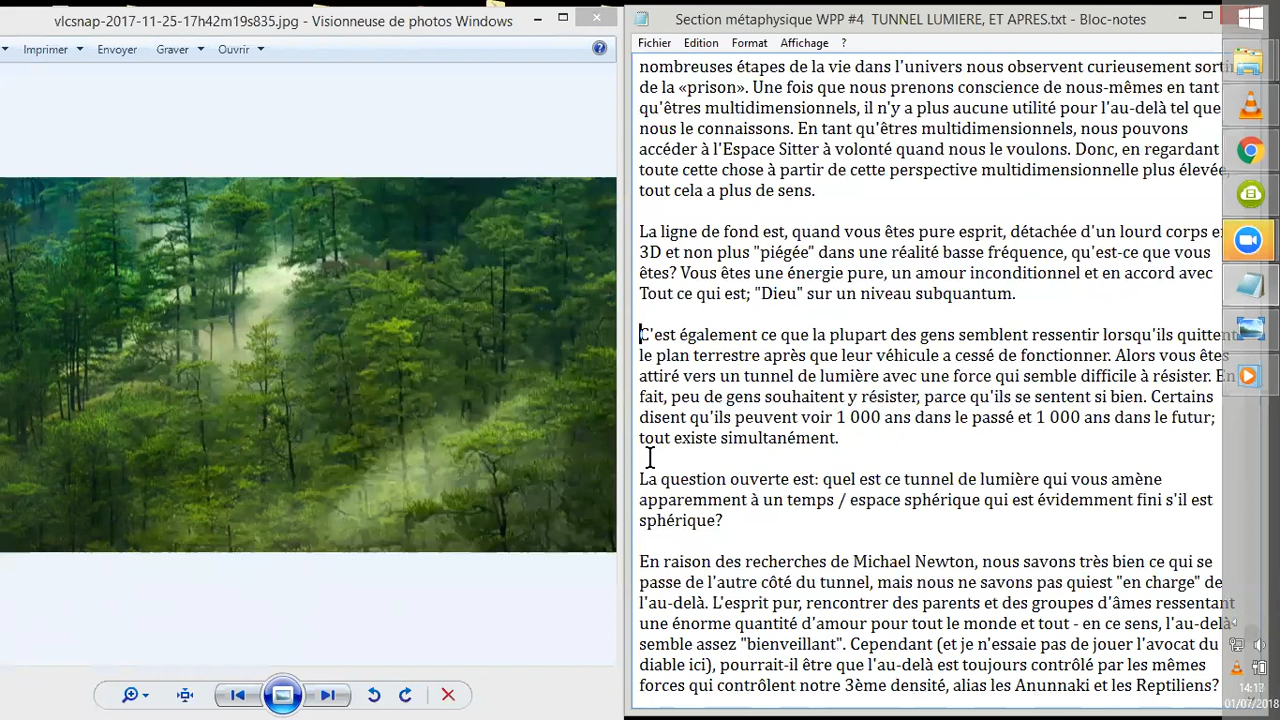 vlcsnap-2017-11-25-17h42m19s835.jpg - Visionneuse de photos Windows
Imprimer Envoyer Graver Ouvrir
Section métaphysique WPP #4 TUNNEL LUMIERE, ET APRES.txt - Bloc-notes
Fichier Edition Format Affichage ?
nombreuses étapes de la vie dans l'univers nous observent curieusement sortir
de la «prison». Une fois que nous prenons conscience de nous-mêmes en tant
qu'êtres multidimensionnels, il n'y a plus aucune utilité pour l'au-delà tel que
nous le connaissons. En tant qu'êtres multidimensionnels, nous pouvons
accéder à l'Espace Sitter à volonté quand nous le voulons. Donc, en regardant
toute cette chose à partir de cette perspective multidimensionnelle plus élevée,
tout cela a plus de sens.
La ligne de fond est, quand vous êtes pure esprit, détachée d'un lourd corps en
3D et non plus "piégée" dans une réalité basse fréquence, qu'est-ce que vous
êtes? Vous êtes une énergie pure, un amour inconditionnel et en accord avec
Tout ce qui est; "Dieu" sur un niveau subquantum.
C'est également ce que la plupart des gens semblent ressentir lorsqu'ils quittent
le plan terrestre après que leur véhicule a cessé de fonctionner. Alors vous êtes
attiré vers un tunnel de lumière avec une force qui semble difficile à résister. En
fait, peu de gens souhaitent y résister, parce qu'ils se sentent si bien. Certains
disent qu'ils peuvent voir 1 000 ans dans le passé et 1 000 ans dans le futur;
tout existe simultanément.
La question ouverte est: quel est ce tunnel de lumière qui vous amène
apparemment à un temps / espace sphérique qui est évidemment fini s'il est
sphérique?
En raison des recherches de Michael Newton, nous savons très bien ce qui se
passe de l'autre côté du tunnel, mais nous ne savons pas quiest "en charge" de
l'au-delà. L'esprit pur, rencontrer des parents et des groupes d'âmes ressentant
une énorme quantité d'amour pour tout le monde et tout - en ce sens, l'au-delà
semble assez "bienveillant". Cependant (et je n'essaie pas de jouer l'avocat du
diable ici), pourrait-il être que l'au-delà est toujours contrôlé par les mêmes
forces qui contrôlent notre 3ème densité, alias les Anunnaki et les Reptiliens?
01/07/2018